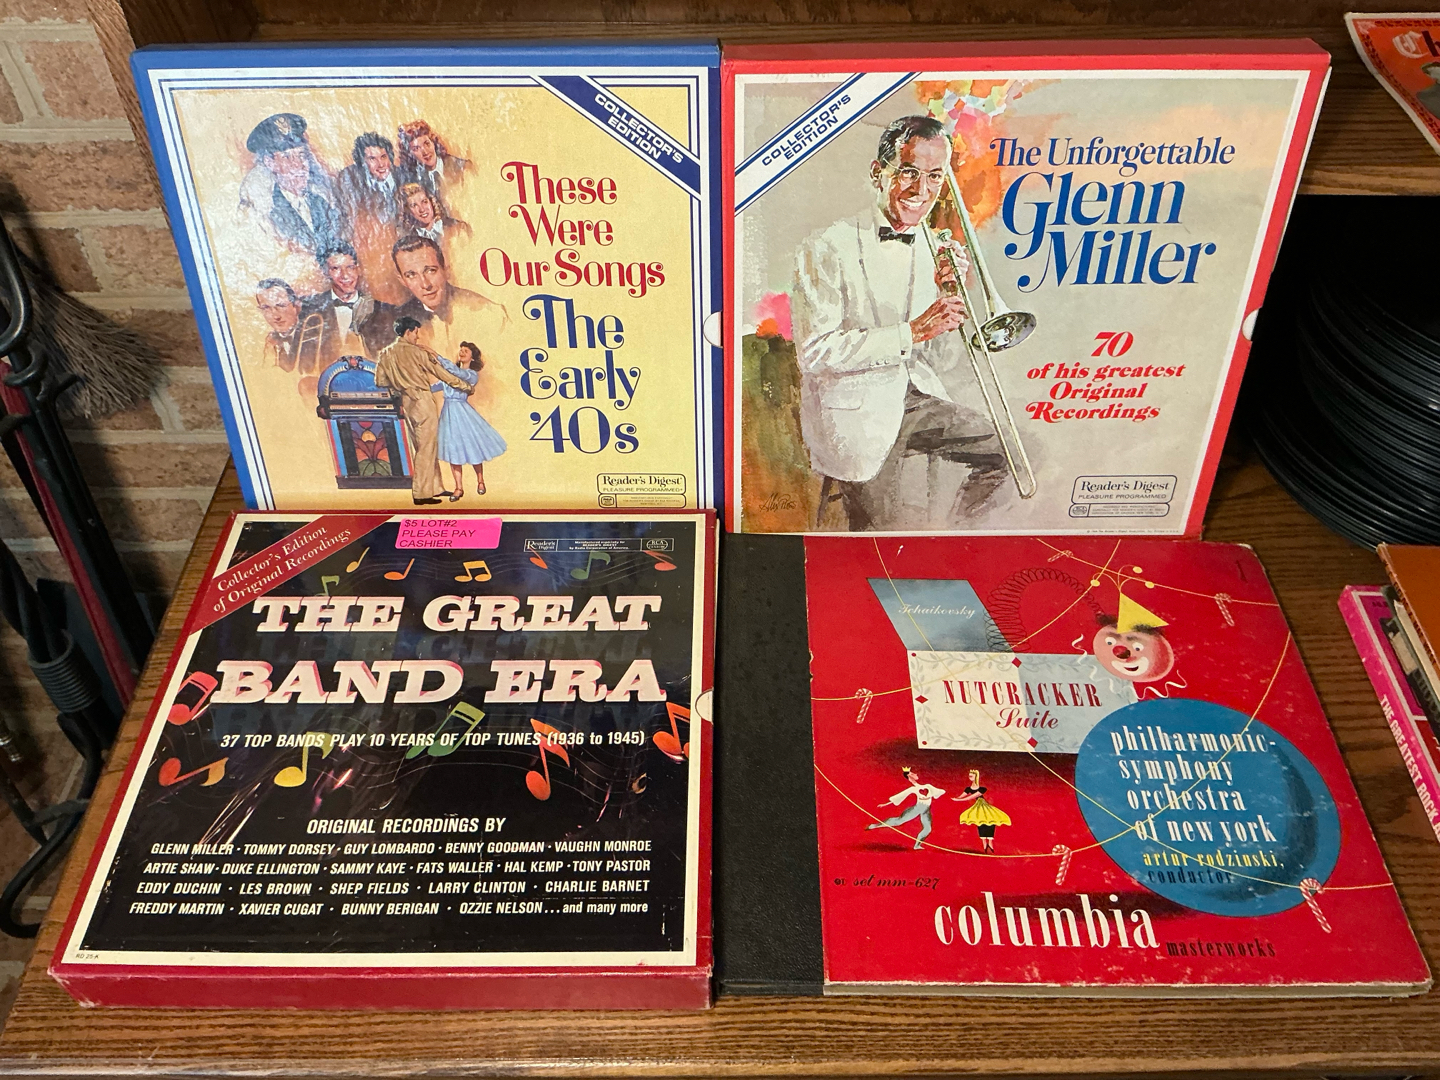 COLLECTOR'S
EDITION
These
Were
Our Songs
The
Early
'40s
Reader's Digest
PLEASURE PROGRAMMED
COLLECTOR'S
EDITION
The Unforgettable
Glenn
Miller
70
of his greatest
Original
Recordings
Reader's Digest
PLEASURE PROGRAMMED
Collector's Edition
of Original Recordings
$5 LOT#2
PLEASE PAY
CASHIER
Reader's
Digest
RCA
THE GREAT
BAND ERA
37 TOP BANDS PLAY 10 YEARS OF TOP TUNES (1936 to 1945)
ORIGINAL RECORDINGS BY
GLENN MILLER · TOMMY DORSEY · GUY LOMBARDO · BENNY GOODMAN · VAUGHN MONROE
ARTIE SHAW · DUKE ELLINGTON · SAMMY KAYE · FATS WALLER · HAL KEMP · TONY PASTOR
EDDY DUCHIN · LES BROWN · SHEP FIELDS · LARRY CLINTON · CHARLIE BARNET
FREDDY MARTIN · XAVIER CUGAT · BUNNY BERIGAN · OZZIE NELSON...and many more
RD 25-K
Tchaikovsky
NUTCRACKER
Suite
philharmonic-
symphony
orchestra
of new york
artur rodzinski,
conductor
set mm-627
columbia
masterworks
THE GREATEST ROCK